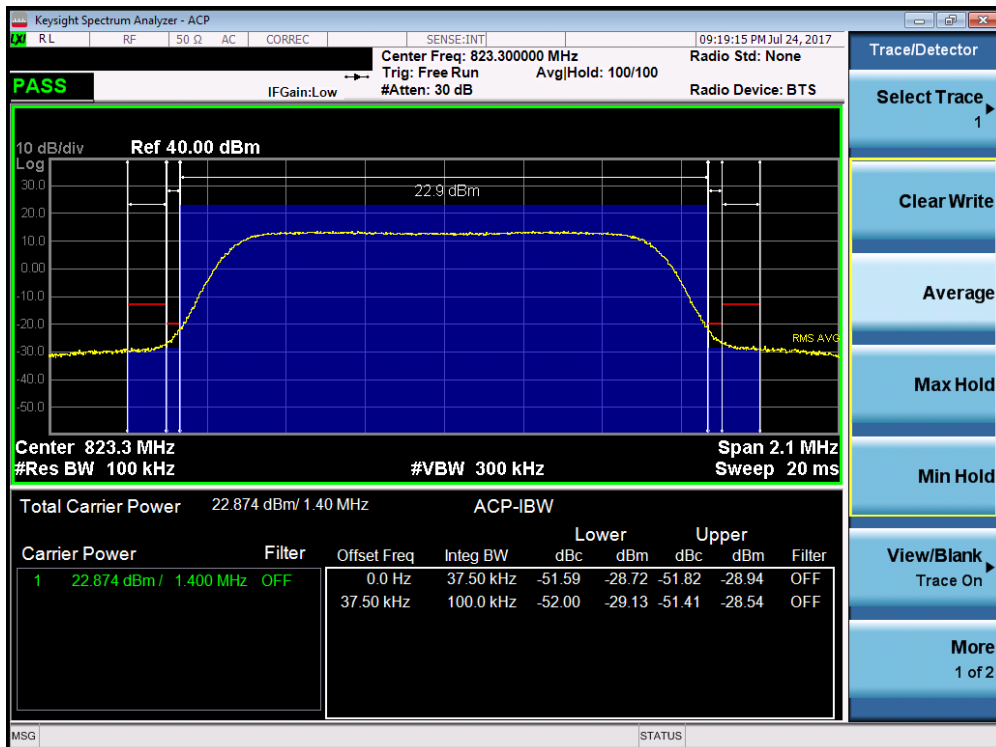 Keysight Spectrum Analyzer - ACP
LXI RL RF 50 Ω AC CORREC SENSE:INT 09:19:15 PM Jul 24, 2017
Center Freq: 823.300000 MHz Radio Std: None
Trig: Free Run Avg|Hold: 100/100
PASS IFGain:Low #Atten: 30 dB Radio Device: BTS
10 dB/div Ref 40.00 dBm
Log
30.0
22.9 dBm
20.0
10.0
0.00
-10.0
-20.0
RMS AVG
-30.0
-40.0
-50.0
Center 823.3 MHz Span 2.1 MHz
#Res BW 100 kHz #VBW 300 kHz Sweep 20 ms
Total Carrier Power 22.874 dBm/ 1.40 MHz ACP-IBW
Lower Upper
Carrier Power Filter Offset Freq Integ BW dBc dBm dBc dBm Filter
1 22.874 dBm / 1.400 MHz OFF 0.0 Hz 37.50 kHz -51.59 -28.72 -51.82 -28.94 OFF
37.50 kHz 100.0 kHz -52.00 -29.13 -51.41 -28.54 OFF
MSG STATUS
Trace/Detector
Select Trace
1
Clear Write
Average
Max Hold
Min Hold
View/Blank
Trace On
More
1 of 2